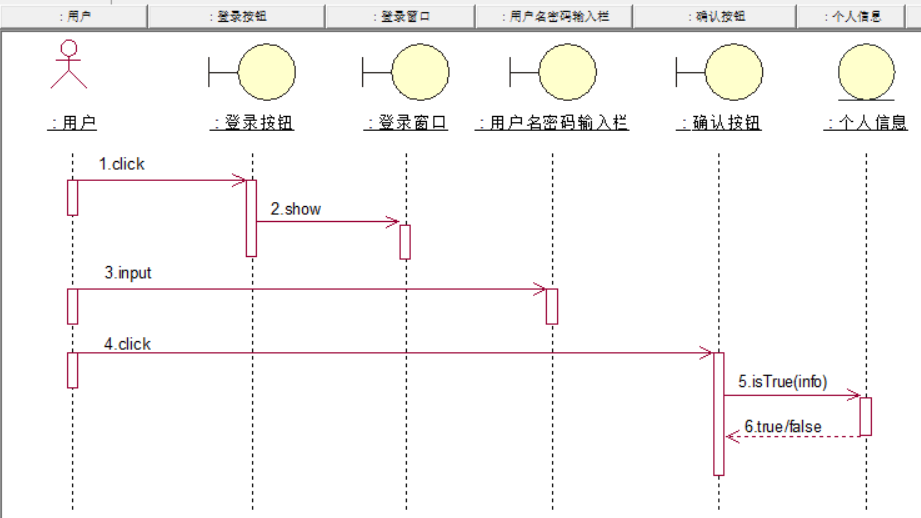 : 用户
: 登录按钮
: 登录窗口
: 用户名密码输入栏
: 确认按钮
: 个人信息
: 用户
: 登录按钮
: 登录窗口
: 用户名密码输入栏
: 确认按钮
: 个人信息
1.click
2.show
3.input
4.click
5.isTrue(info)
6.true/false